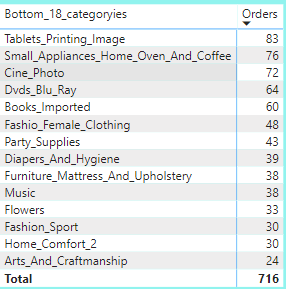 Bottom_18_categoryies Orders
Tablets_Printing_Image 83
Small_Appliances_Home_Oven_And_Coffee 76
Cine_Photo 72
Dvds_Blu_Ray 64
Books_Imported 60
Fashio_Female_Clothing 48
Party_Supplies 43
Diapers_And_Hygiene 39
Furniture_Mattress_And_Upholstery 38
Music 38
Flowers 33
Fashion_Sport 30
Home_Comfort_2 30
Arts_And_Craftmanship 24
Total 716